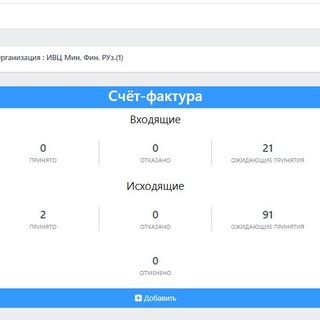 рганизация : ИВЦ Мин. Фин. РУз.(1)
Счёт-фактура
Входящие
0 0 21
ПРИНЯТО ОТКАЗАНО ОЖИДАЮЩИЕ ПРИНЯТИЯ
Исходящие
2 0 91
ПРИНЯТО ОТКАЗАНО ОЖИДАЮЩИЕ ПРИНЯТИЯ
0
ОТМЕНЕНО
Добавить